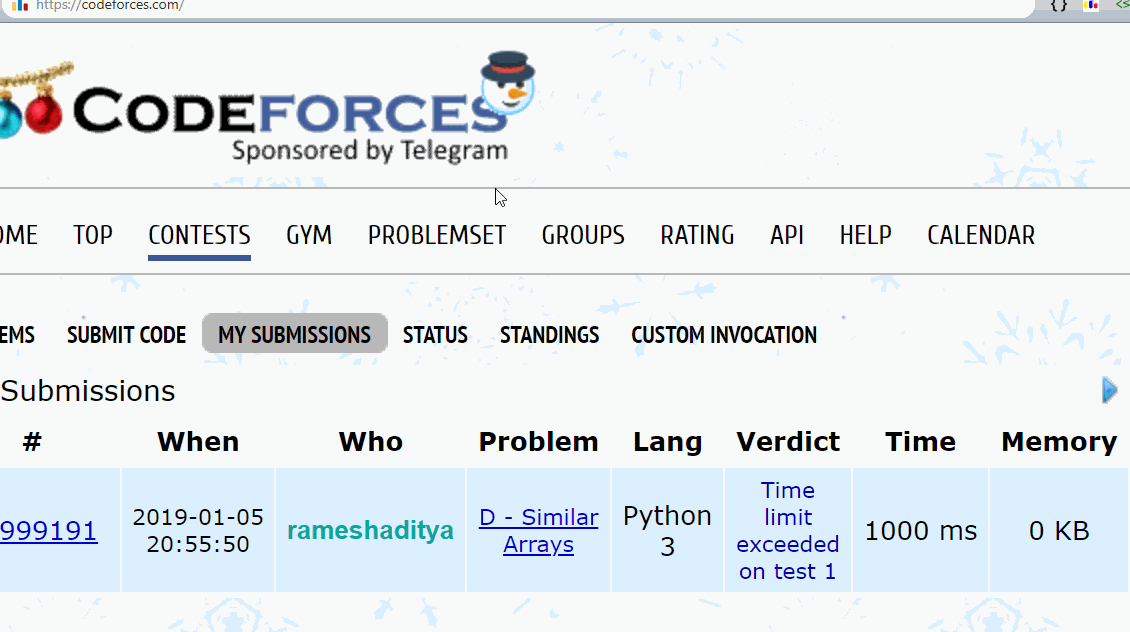 https://codeforces.com/
{}
CODEFORCES
Sponsored by Telegram
OME TOP CONTESTS GYM PROBLEMSET GROUPS RATING API HELP CALENDAR
EMS SUBMIT CODE MY SUBMISSIONS STATUS STANDINGS CUSTOM INVOCATION
Submissions
# When Who Problem Lang Verdict Time Memory
999191 2019-01-05 20:55:50 rameshaditya D - Similar Arrays Python 3 Time limit exceeded on test 1 1000 ms 0 KB